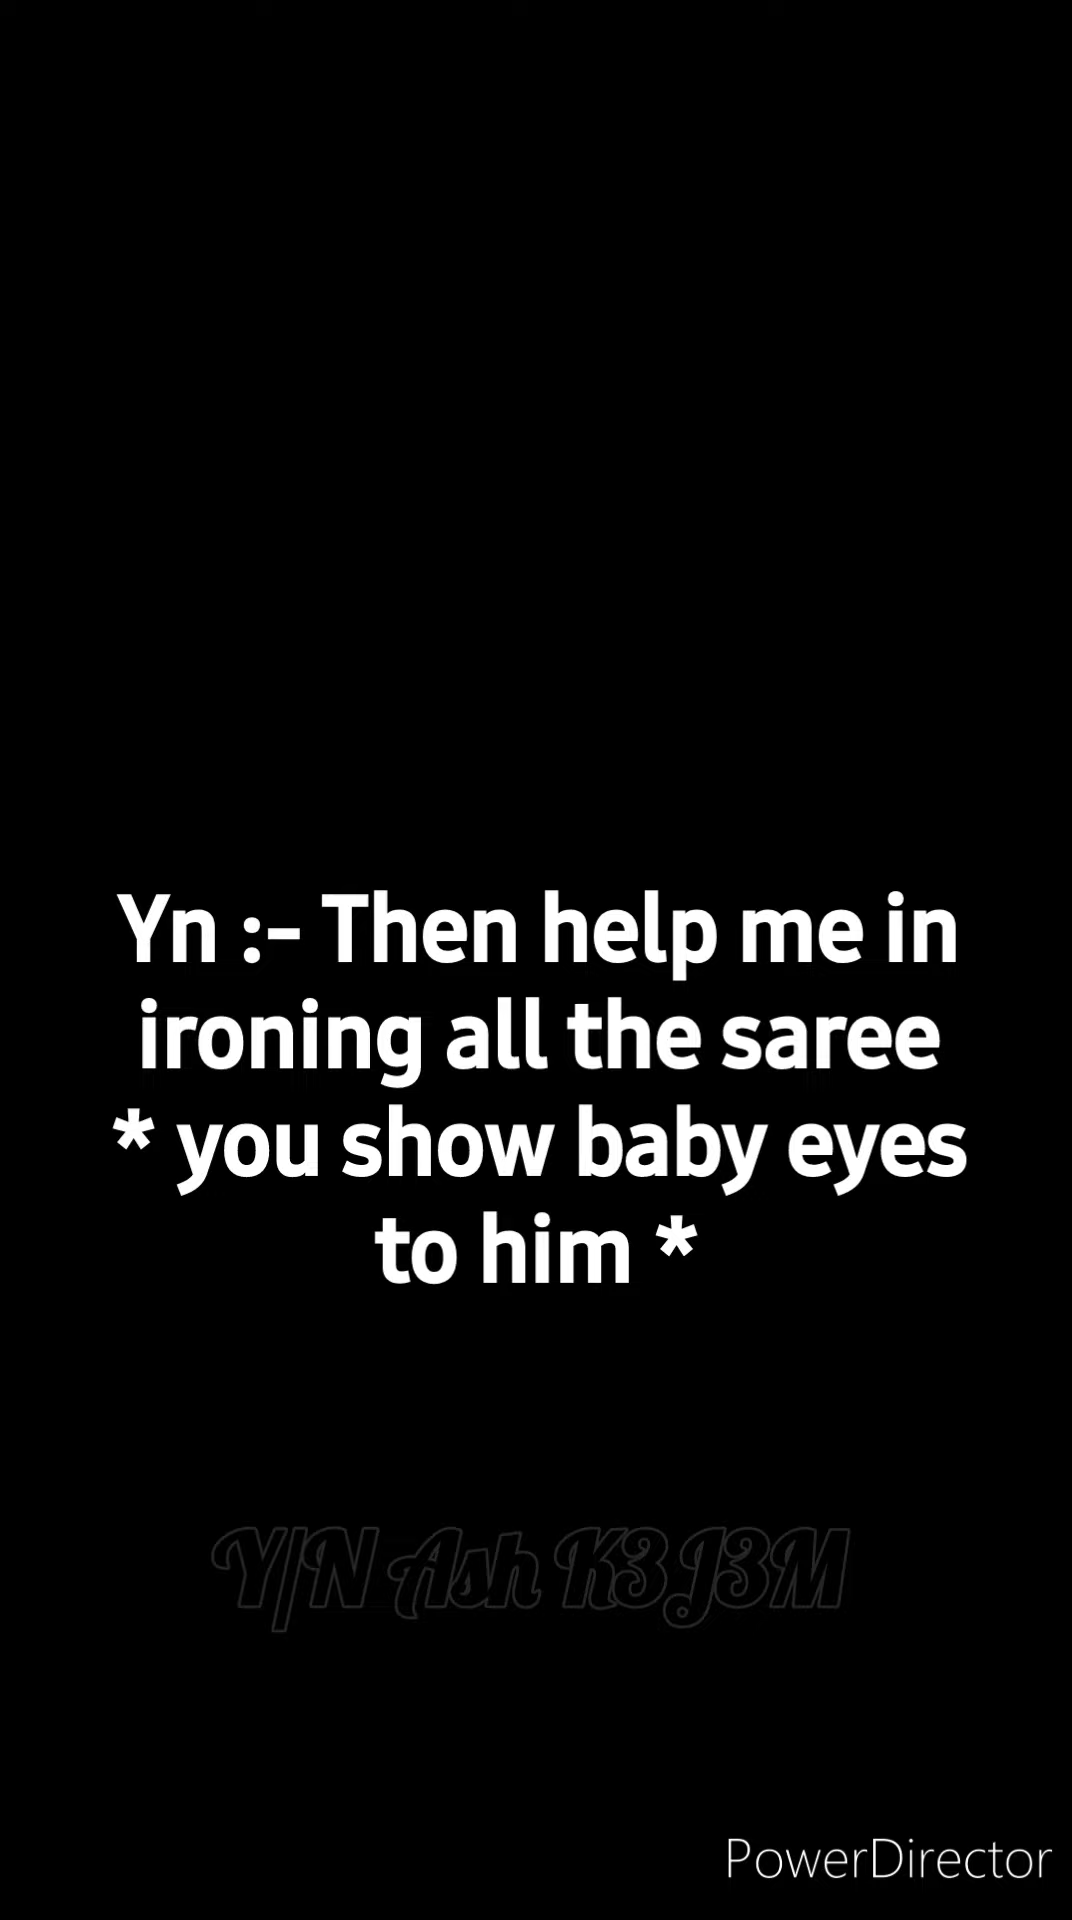 Yn :- Then help me in
ironing all the saree
* you show baby eyes
to him *
Y/N Ash K3J3M
PowerDirector